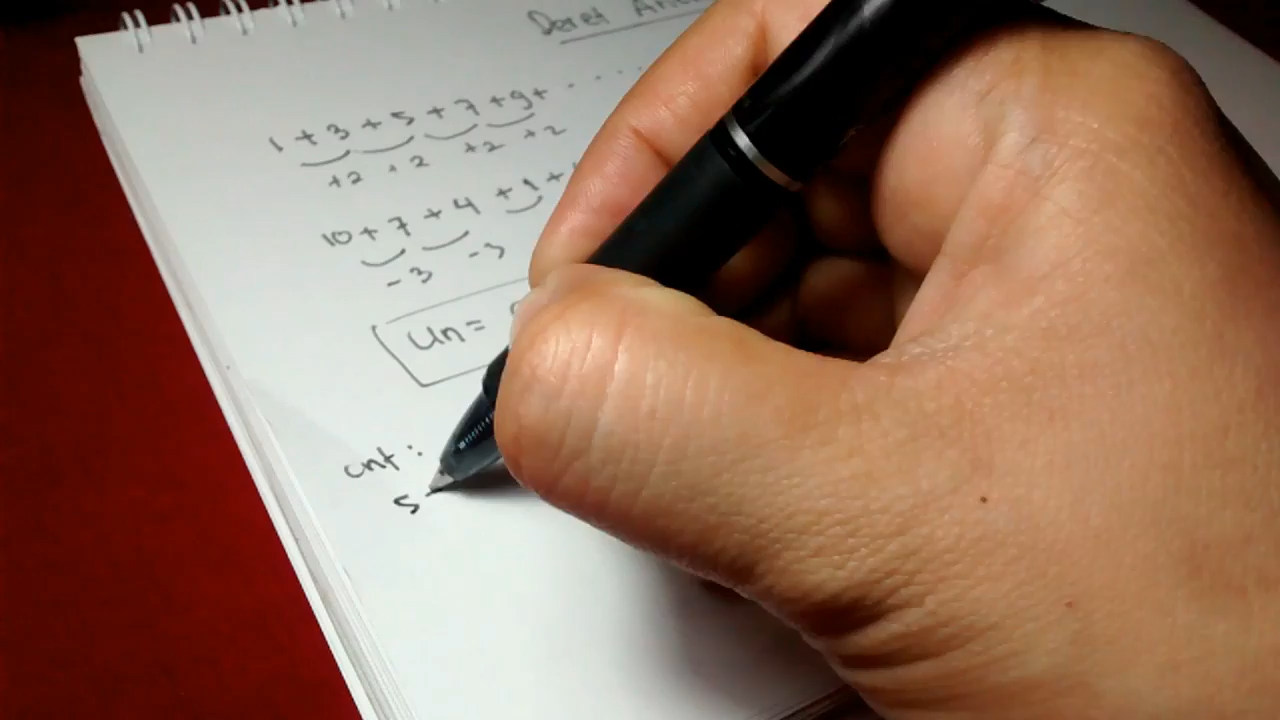 Deret
1 + 3 + 5 + 7 + 9 + . . . . .
+2 +2 +2 +2
10 + 7 + 4 + 1 +
-3 -3
Un =
cnt :
5